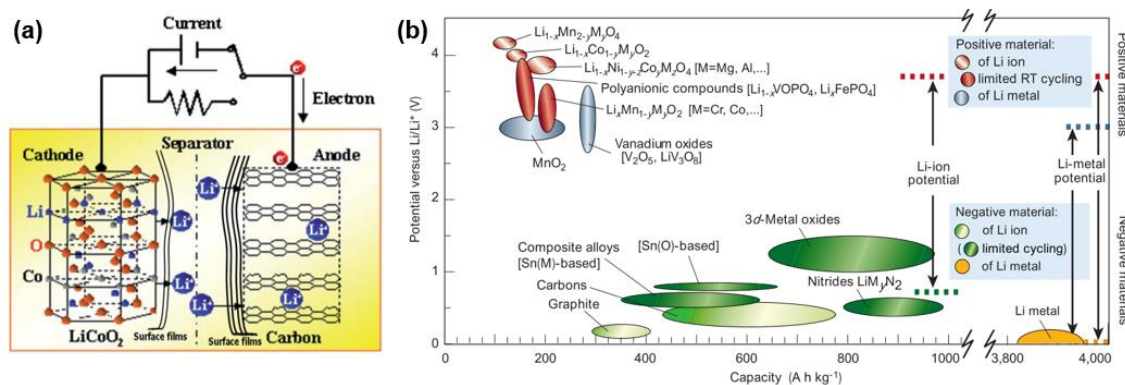 (a)
Current
e⁻
Electron
Cathode
Separator
e⁻
Anode
Li
O
Co
Li⁺
Li⁺
Li⁺
Li⁺
Li⁺
Li⁺
LiCoO₂
Surface films
Surface films
Carbon
(b)
Potential versus Li/Li⁺ (V)
4
3
2
1
0
Li₁₋ₓMn₂₋yMyO₄
Li₁₋ₓCo₁₋yMyO₂
Li₁₋ₓNi₁₋y₋zCoyMzO₄ [M=Mg, Al,...]
Polyanionic compounds [Li₁₋ₓVOPO₄, LiₓFePO₄]
LiₓMn₁₋yMyO₂ [M=Cr, Co,...]
MnO₂
Vanadium oxides
[V₂O₅, LiV₃O₈]
Positive material:
of Li ion
limited RT cycling
of Li metal
Li-ion
potential
Li-metal
potential
Negative material:
of Li ion
( limited cycling)
of Li metal
3d-Metal oxides
Composite alloys
[Sn(M)-based]
[Sn(O)-based]
Carbons
Graphite
Nitrides LiMyN₂
Li metal
0
200
400
600
800
1000
3,800
4,000
Capacity (A h kg⁻¹)
Positive materials
Negative materials